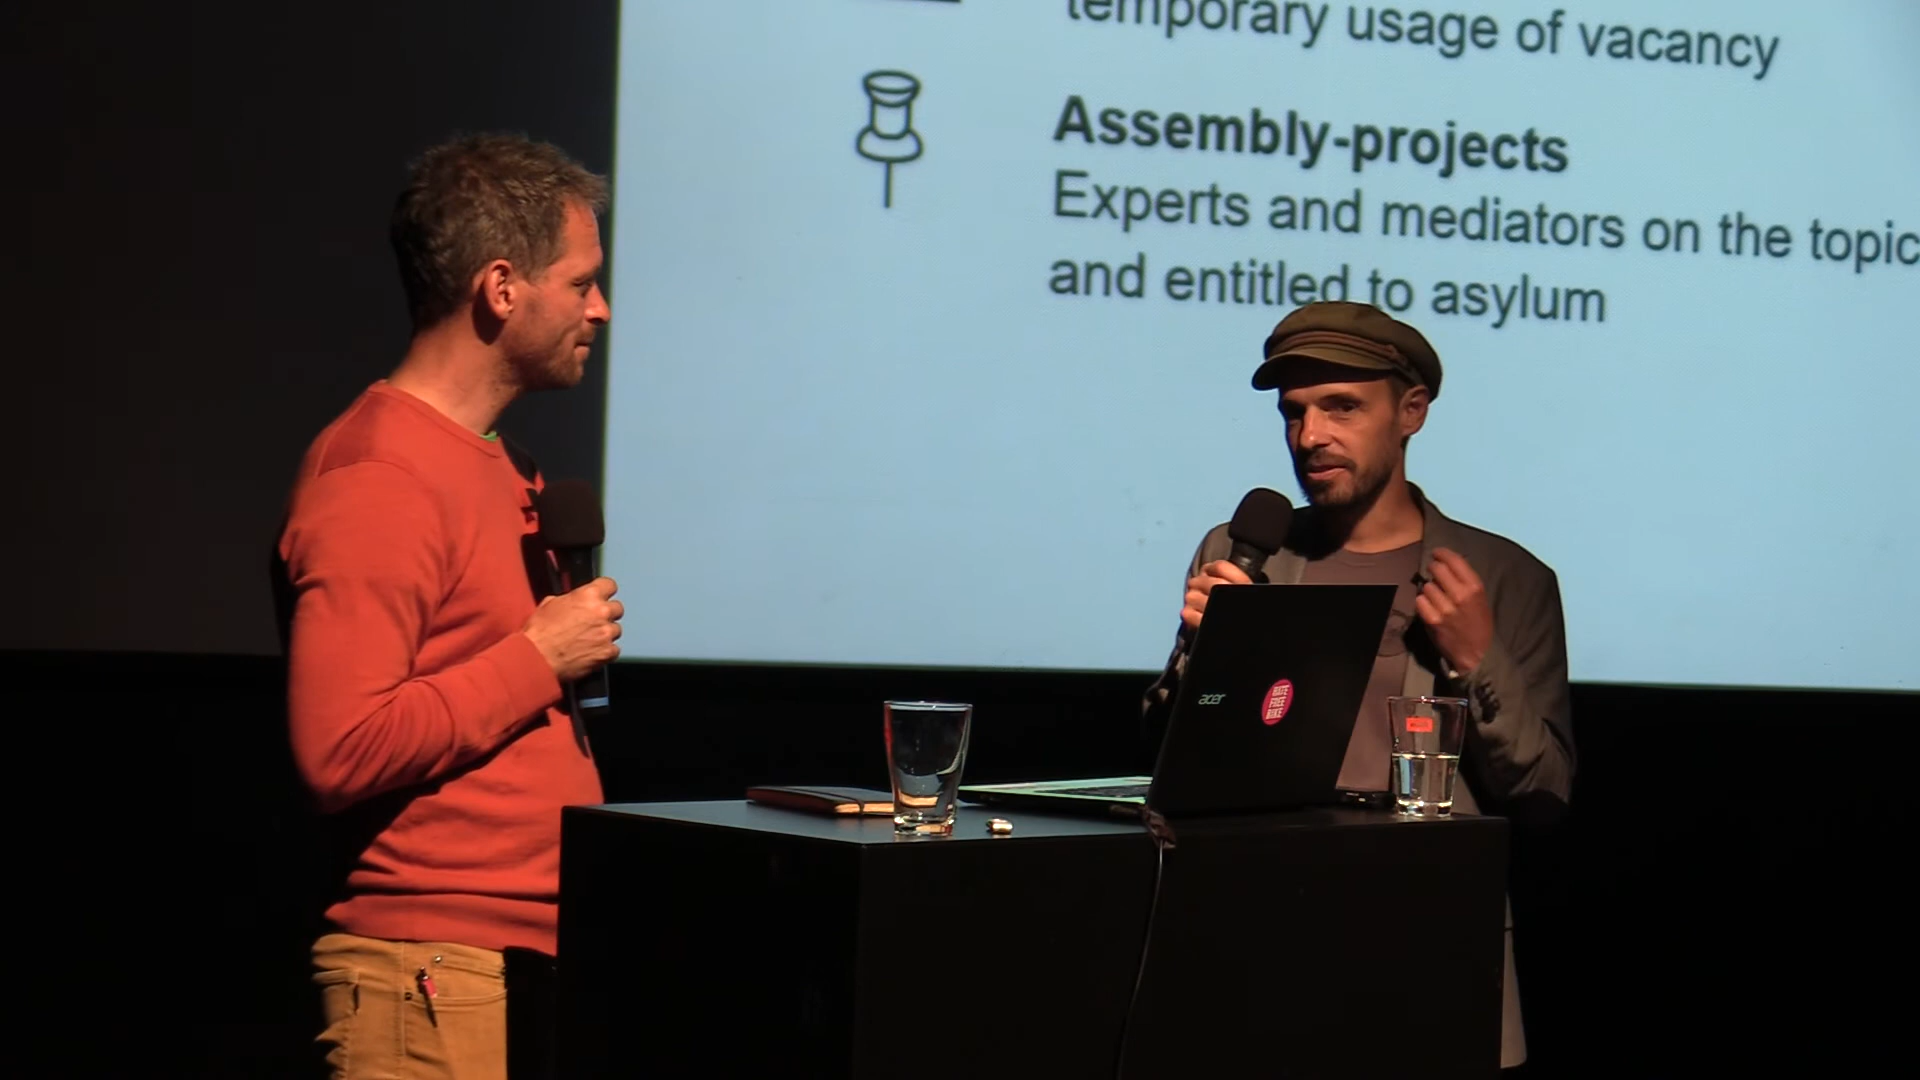 temporary usage of vacancy
Assembly-projects
Experts and mediators on the topic
and entitled to asylum
acer
RIDE
FREE
BIKE